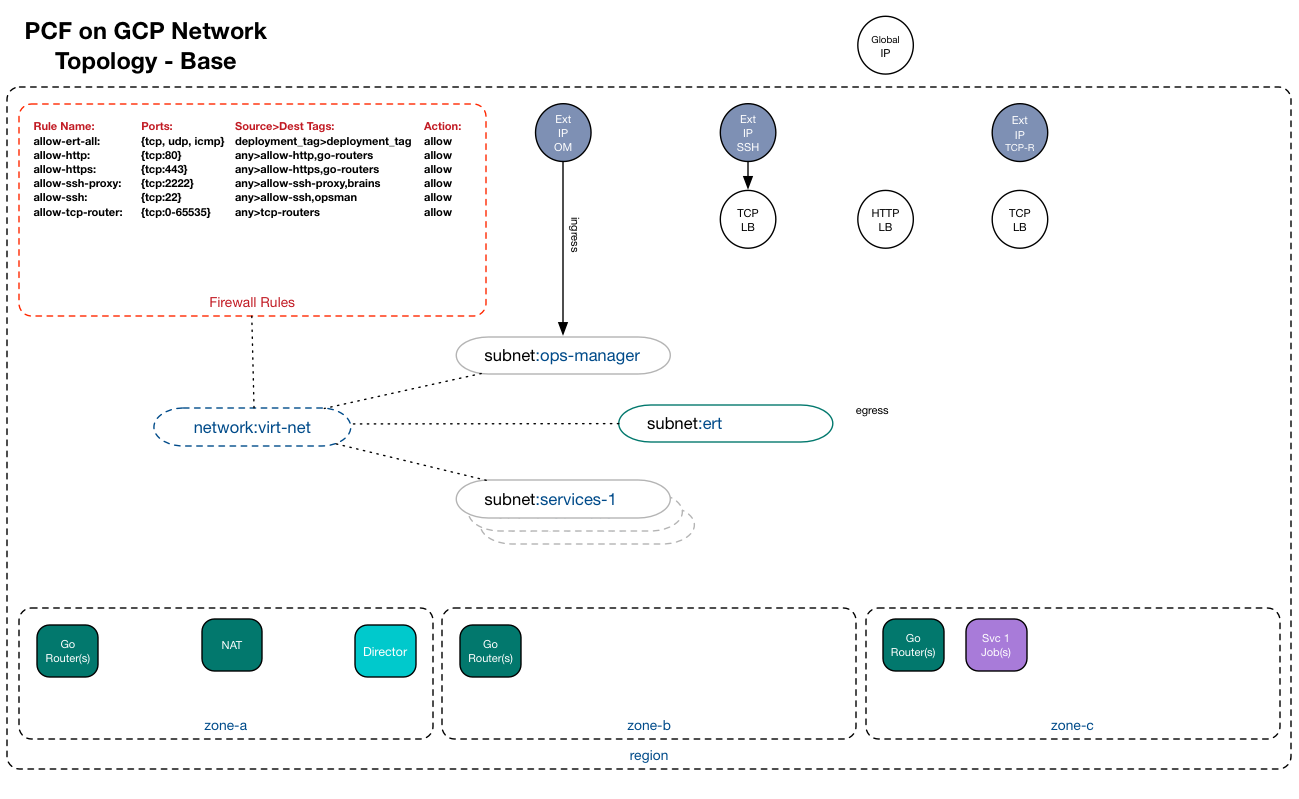 PCF on GCP Network
Topology - Base
Global
IP
Rule Name: Ports: Source>Dest Tags: Action:
allow-ert-all: {tcp, udp, icmp} deployment_tag>deployment_tag allow
allow-http: {tcp:80} any>allow-http,go-routers allow
allow-https: {tcp:443} any>allow-https,go-routers allow
allow-ssh-proxy: {tcp:2222} any>allow-ssh-proxy,brains allow
allow-ssh: {tcp:22} any>allow-ssh,opsman allow
allow-tcp-router: {tcp:0-65535} any>tcp-routers allow
Firewall Rules
Ext
IP
OM
Ext
IP
SSH
Ext
IP
TCP-R
TCP
LB
HTTP
LB
TCP
LB
ingress
subnet:ops-manager
network:virt-net
subnet:ert
egress
subnet:services-1
Go
Router(s)
NAT
Director
zone-a
Go
Router(s)
zone-b
Go
Router(s)
Svc 1
Job(s)
zone-c
region